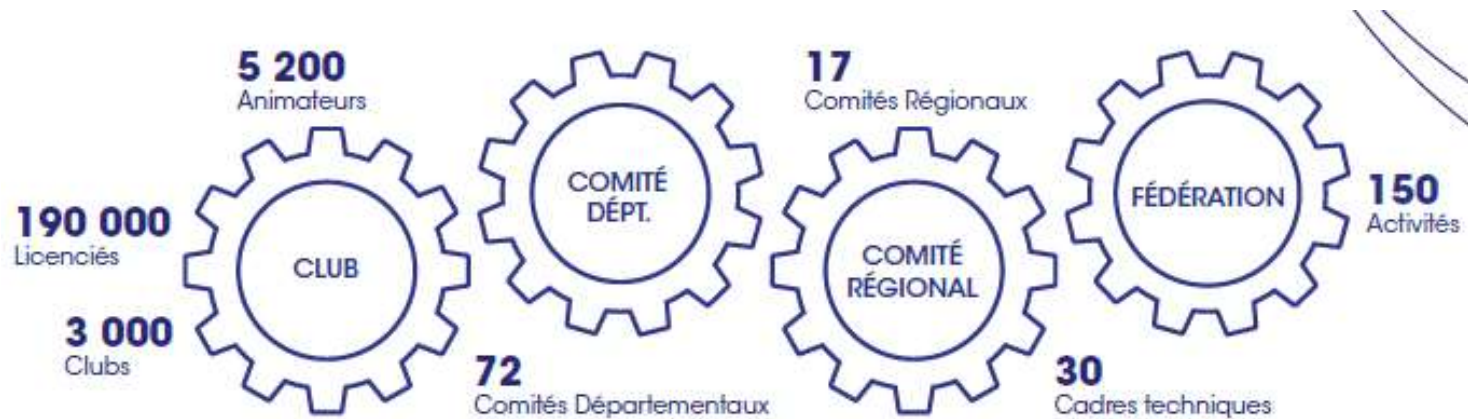 5 200
Animateurs
190 000
Licenciés
3 000
Clubs
CLUB
COMITÉ
DÉPT.
72
Comités Départementaux
17
Comités Régionaux
COMITÉ
RÉGIONAL
30
Cadres techniques
FÉDÉRATION
150
Activités